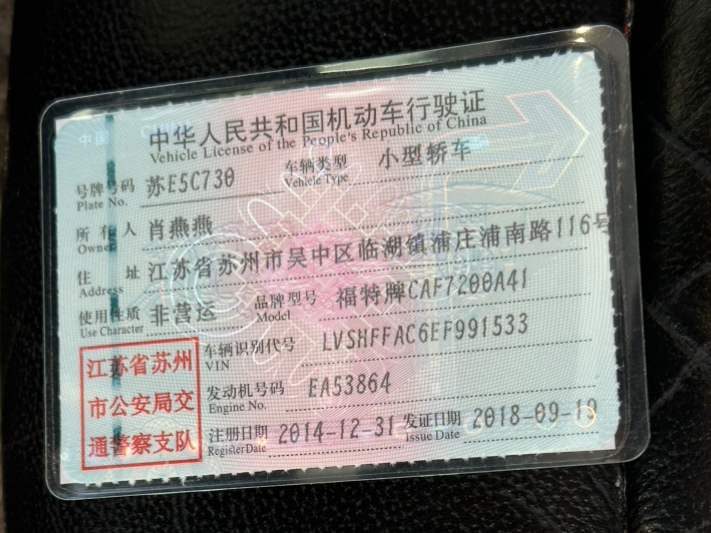 中华人民共和国机动车行驶证
Vehicle License of the People's Republic of China
号牌号码 苏E5C730 车辆类型 小型轿车
Plate No. Vehicle Type
所有人 肖燕燕
Owner
住 址 江苏省苏州市吴中区临湖镇浦庄浦南路116号
Address
使用性质 非营运 品牌型号 福特牌CAF7200A41
Use Character Model
车辆识别代号 LVSHFFAC6EF991533
VIN
发动机号码 EA53864
Engine No.
注册日期 2014-12-31 发证日期 2018-09-10
Register Date Issue Date
江苏省苏州
市公安局交
通警察支队